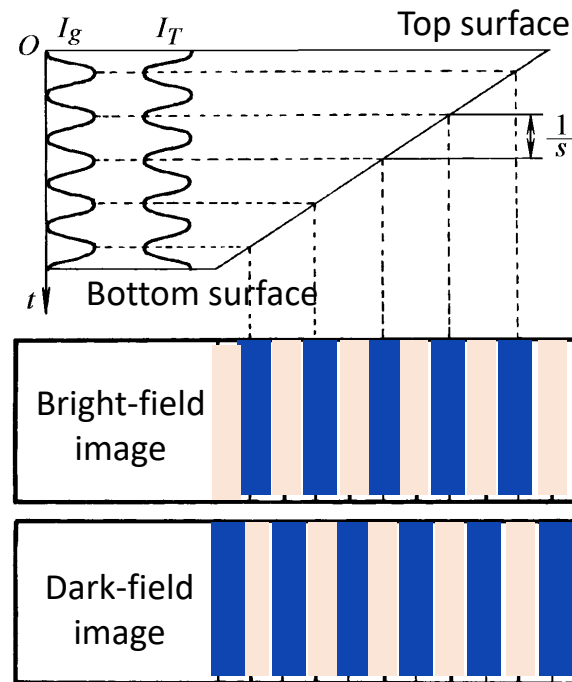 I_g I_T Top surface
O
1
s
t
Bottom surface
Bright-field
image
Dark-field
image